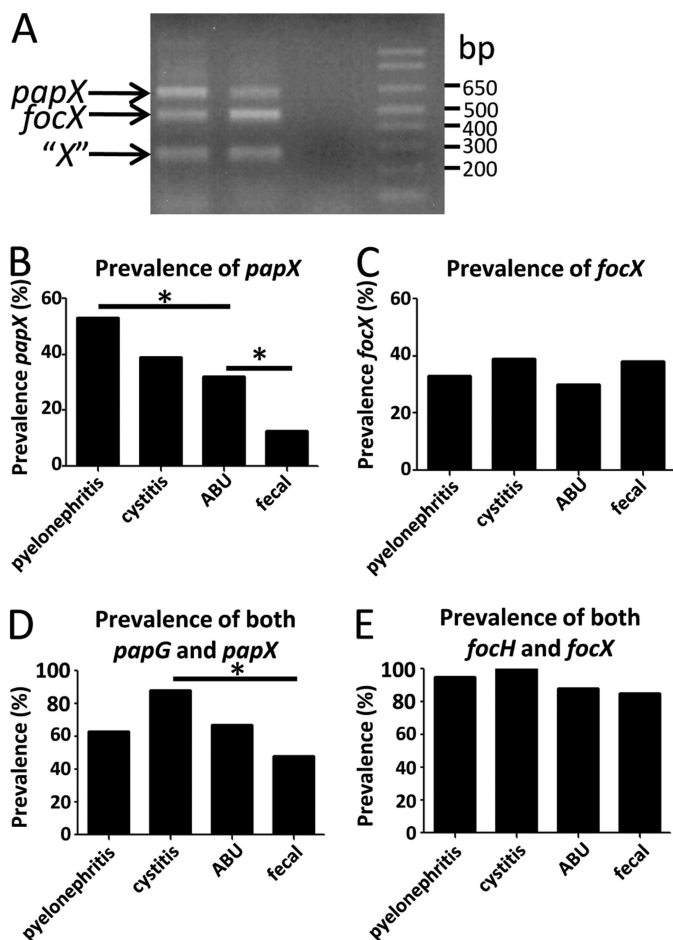 A
bp
papX
focX
"X"
650
500
400
300
200
B
Prevalence of papX
Prevalence papX (%)
60
40
20
0
*
*
pyelonephritis
cystitis
ABU
fecal
C
Prevalence of focX
Prevalence focX (%)
60
40
20
0
pyelonephritis
cystitis
ABU
fecal
D
Prevalence of both
papG and papX
Prevalence (%)
100
80
60
40
20
0
*
pyelonephritis
cystitis
ABU
fecal
E
Prevalence of both
focH and focX
Prevalence (%)
100
80
60
40
20
0
pyelonephritis
cystitis
ABU
fecal